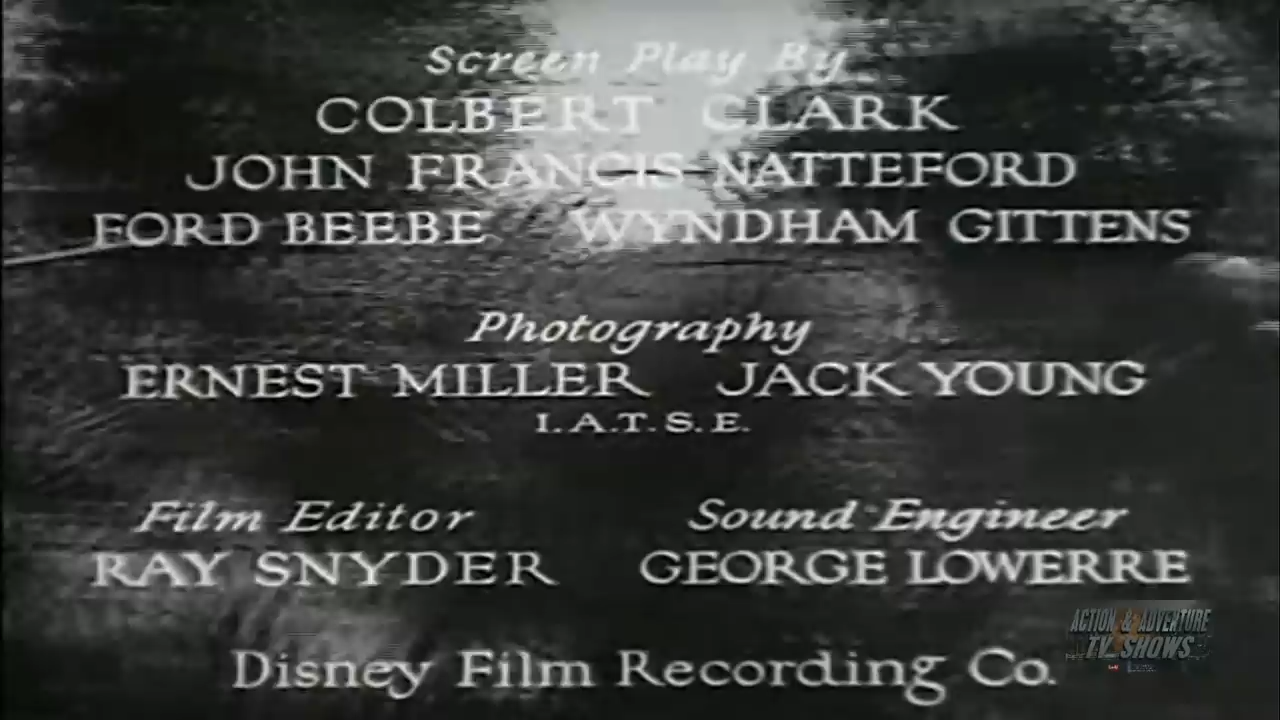 Screen Play By
COLBERT CLARK
JOHN FRANCIS NATTEFORD
FORD BEEBE WYNDHAM GITTENS
Photography
ERNEST MILLER JACK YOUNG
I.A.T.S.E.
Film Editor Sound Engineer
RAY SNYDER GEORGE LOWERRE
Disney Film Recording Co.
ACTION & ADVENTURE
TV SHOWS